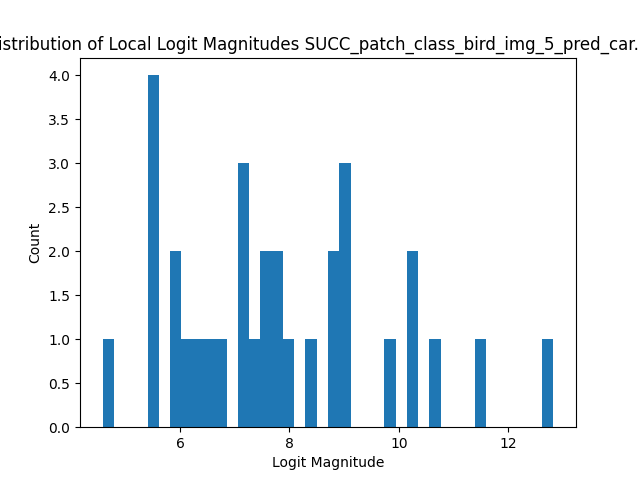 istribution of Local Logit Magnitudes SUCC_patch_class_bird_img_5_pred_car.
4.0
3.5
3.0
2.5
2.0
1.5
1.0
0.5
0.0
Count
6 8 10 12
Logit Magnitude